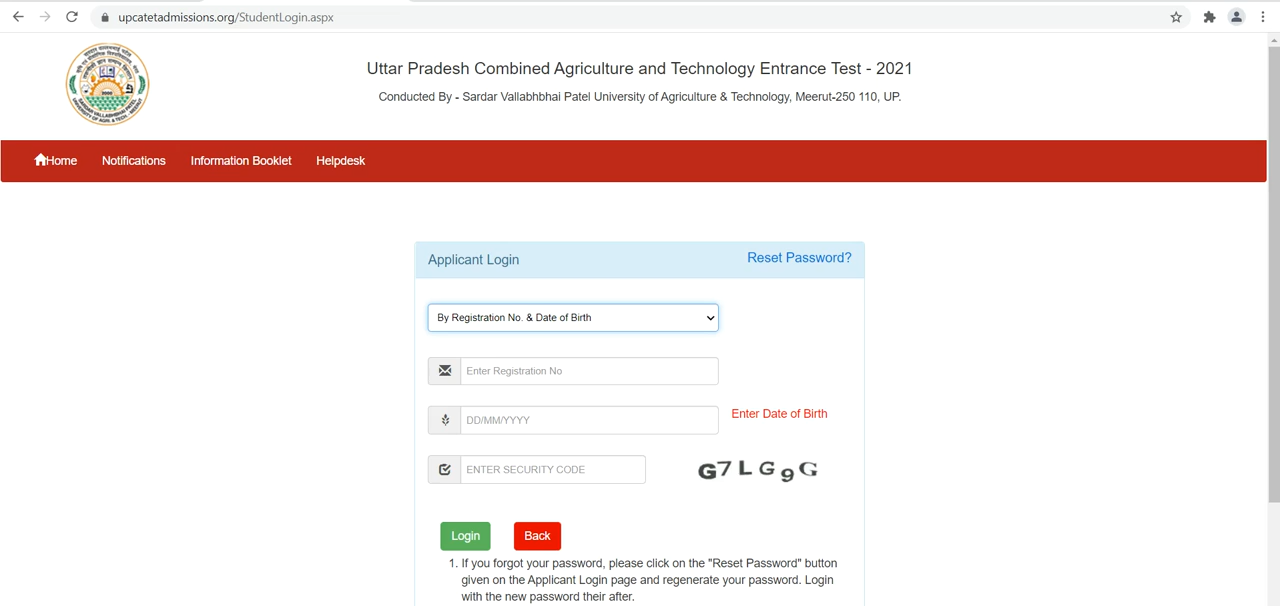 upcatetadmissions.org/StudentLogin.aspx
Uttar Pradesh Combined Agriculture and Technology Entrance Test - 2021
Conducted By - Sardar Vallabhbhai Patel University of Agriculture & Technology, Meerut-250 110, UP.
Home Notifications Information Booklet Helpdesk
Applicant Login Reset Password?
By Registration No. & Date of Birth
Enter Registration No
DD/MM/YYYY Enter Date of Birth
ENTER SECURITY CODE G7LG9G
Login Back
1. If you forgot your password, please click on the "Reset Password" button
given on the Applicant Login page and regenerate your password. Login
with the new password their after.